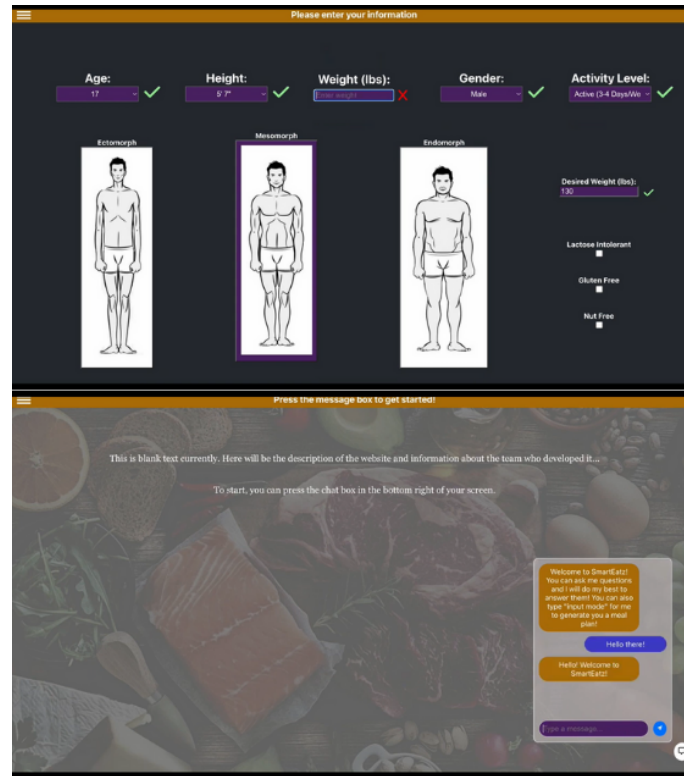 Please enter your information
Age: Height: Weight (lbs): Gender: Activity Level:
17 5' 7" Enter weight Male Active (3-4 Days/We
Ectomorph Mesomorph Endomorph
Desired Weight (lbs):
130
Lactose Intolerant
Gluten Free
Nut Free
Press the message box to get started!
This is blank text currently. Here will be the description of the website and information about the team who developed it...
To start, you can press the chat box in the bottom right of your screen.
Welcome to SmartEatz!
You can ask me questions
and I will do my best to
answer them! You can also
type "input mode" for me
to generate you a meal
plan!
Hello there!
Hello! Welcome to
SmartEatz!
Type a message...